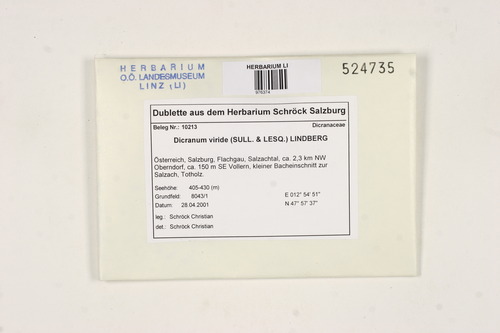 HERBARIUM
O.Ö. LANDESMUSEUM
LINZ (LI)
HERBARIUM LI
976374
524735
Dublette aus dem Herbarium Schröck Salzburg
Beleg Nr.: 10213 Dicranaceae
Dicranum viride (SULL. & LESQ.) LINDBERG
Österreich, Salzburg, Flachgau, Salzachtal, ca. 2,3 km NW
Oberndorf, ca. 150 m SE Vollern, kleiner Bacheinschnitt zur
Salzach, Totholz.
Seehöhe: 405-430 (m) E 012° 54' 51"
Grundfeld: 8043/1
Datum: 28.04.2001 N 47° 57' 37"
leg.: Schröck Christian
det.: Schröck Christian